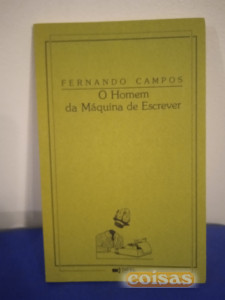 FERNANDO CAMPOS
O Homem
da Máquina de Escrever
coisas